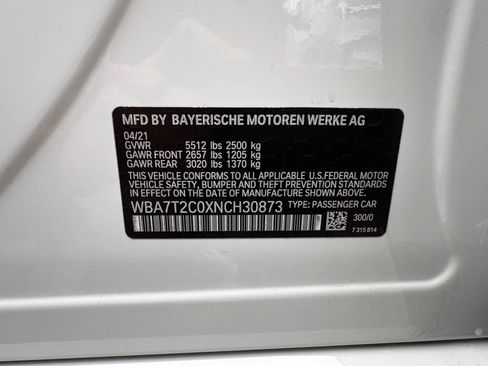 MFD BY BAYERISCHE MOTOREN WERKE AG
04/21
GVWR 5512 lbs 2500 kg
GAWR FRONT 2657 lbs 1205 kg
GAWR REAR 3020 lbs 1370 kg
THIS VEHICLE CONFORMS TO ALL APPLICABLE U.S.FEDERAL MOTOR
VEHICLE SAFETY, BUMPER, AND THEFT PREVENTION STANDARDS IN
EFFECT ON THE DATE OF MANUFACTURE SHOWN ABOVE.
WBA7T2C0XNCH30873 TYPE: PASSENGER CAR
300/0
7 315 814